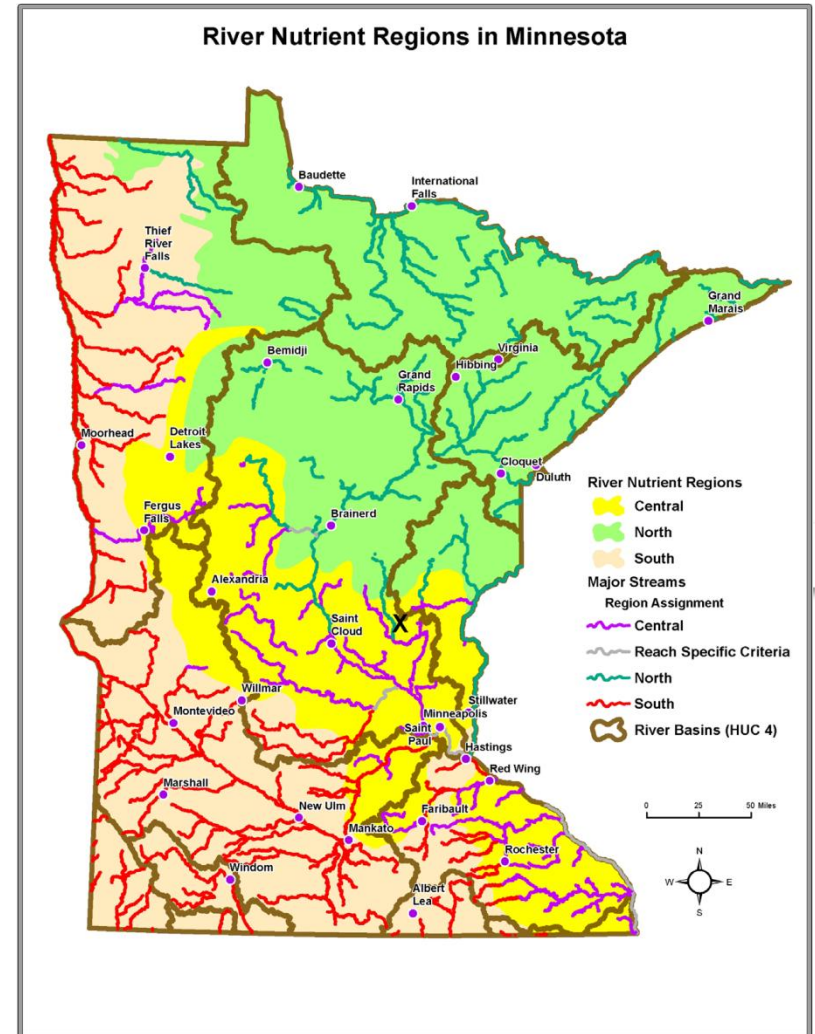 River Nutrient Regions in Minnesota
Baudette
International
Falls
Thief
River
Falls
Grand
Marais
Bemidji
Virginia
Hibbing
Grand
Rapids
Moorhead
Detroit
Lakes
Cloquet
Duluth
Fergus
Falls
Brainerd
Alexandria
X
Saint
Cloud
Willmar
Stillwater
Montevideo
Minneapolis
Saint
Paul
Hastings
Red Wing
Marshall
New Ulm
Faribault
Mankato
Rochester
Windom
Albert
Lea
River Nutrient Regions
Central
North
South
Major Streams
Region Assignment
Central
Reach Specific Criteria
North
South
River Basins (HUC 4)
0 25 50 Miles
N
W E
S